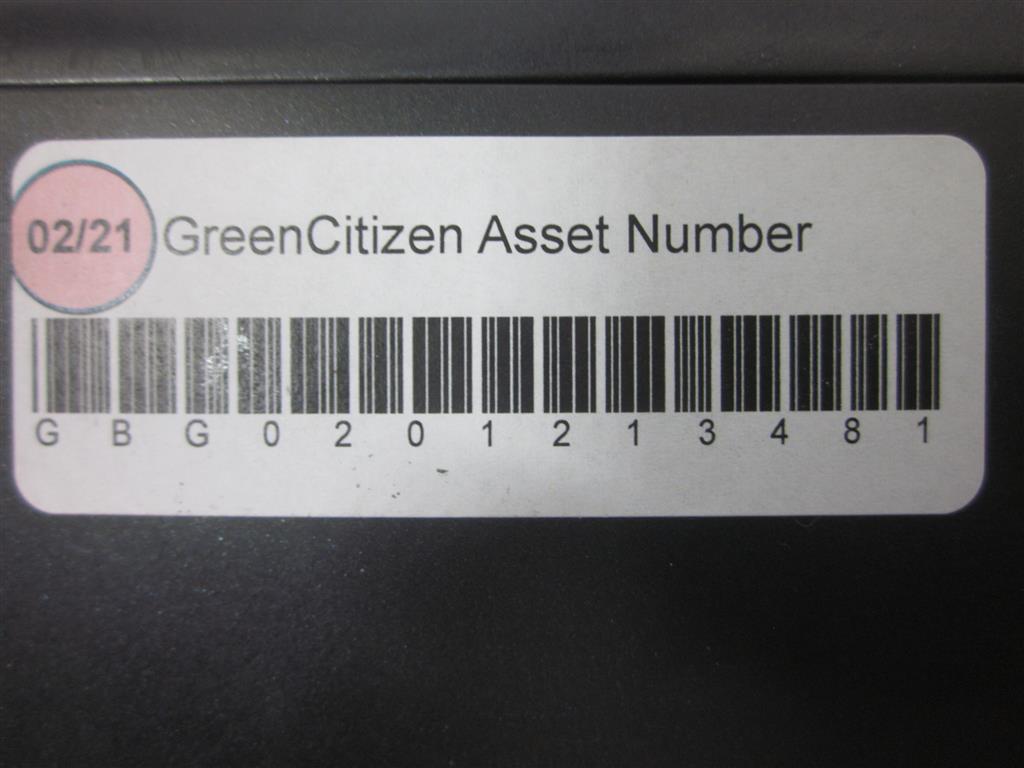 02/21 GreenCitizen Asset Number
G B G 0 2 0 1 2 1 3 4 8 1